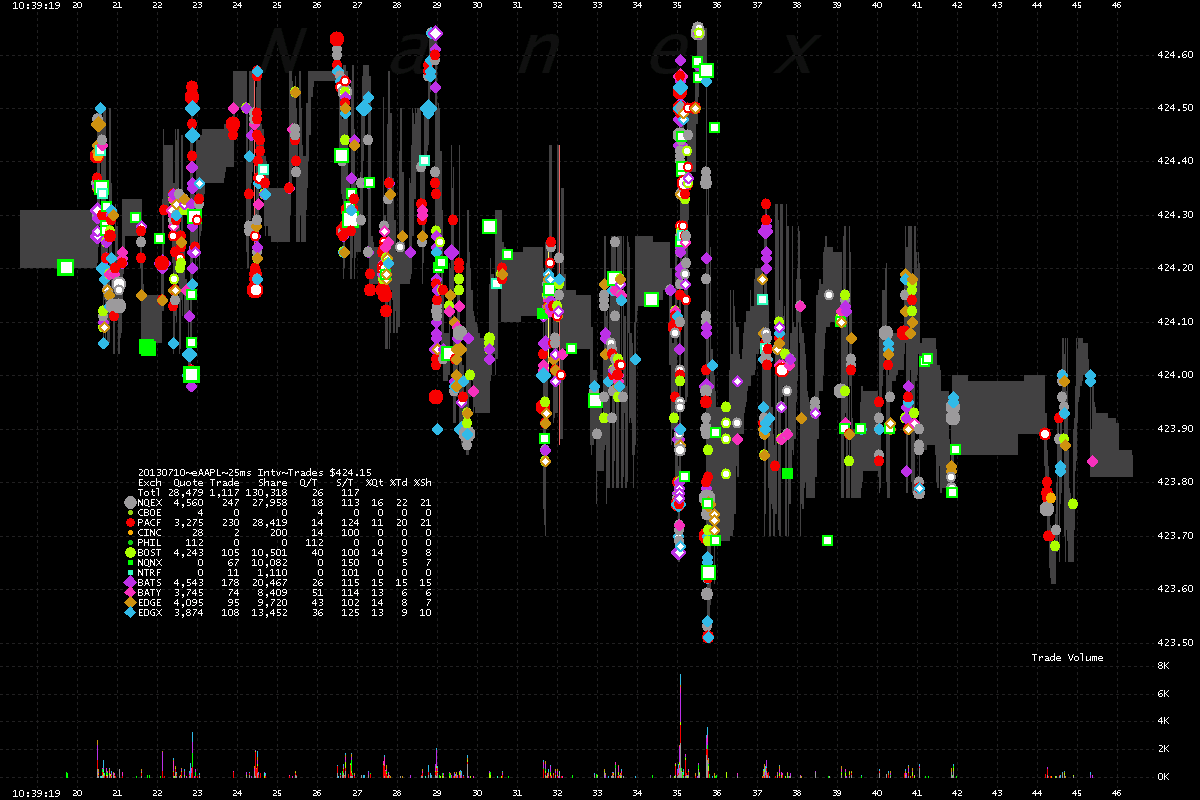 10:39:19 20 21 22 23 24 25 26 27 28 29 30 31 32 33 34 35 36 37 38 39 40 41 42 43 44 45 46
N a n e x
424.60
424.50
424.40
424.30
424.20
424.10
424.00
423.90
423.80
423.70
423.60
423.50
20130710~eAAPL~25ms Intv~Trades $424.15
Exch Quote Trade Share Q/T S/T %Qt %Td %Sh
Totl 28,479 1,117 130,318 26 117
NQEX 4,560 247 27,958 18 113 16 22 21
CBOE 4 0 0 4 0 0 0 0
PACF 3,275 230 28,419 14 124 11 20 21
CINC 28 2 200 14 100 0 0 0
PHIL 112 0 0 112 0 0 0 0
BOST 4,243 105 10,501 40 100 14 9 8
NQNX 0 67 10,082 0 150 0 5 7
NTRF 0 11 1,110 0 101 0 0 0
BATS 4,543 178 20,467 26 115 15 15 15
BATY 3,745 74 8,409 51 114 13 6 6
EDGE 4,095 95 9,720 43 102 14 8 7
EDGX 3,874 108 13,452 36 125 13 9 10
Trade Volume
8K
6K
4K
2K
0K
10:39:19 20 21 22 23 24 25 26 27 28 29 30 31 32 33 34 35 36 37 38 39 40 41 42 43 44 45 46